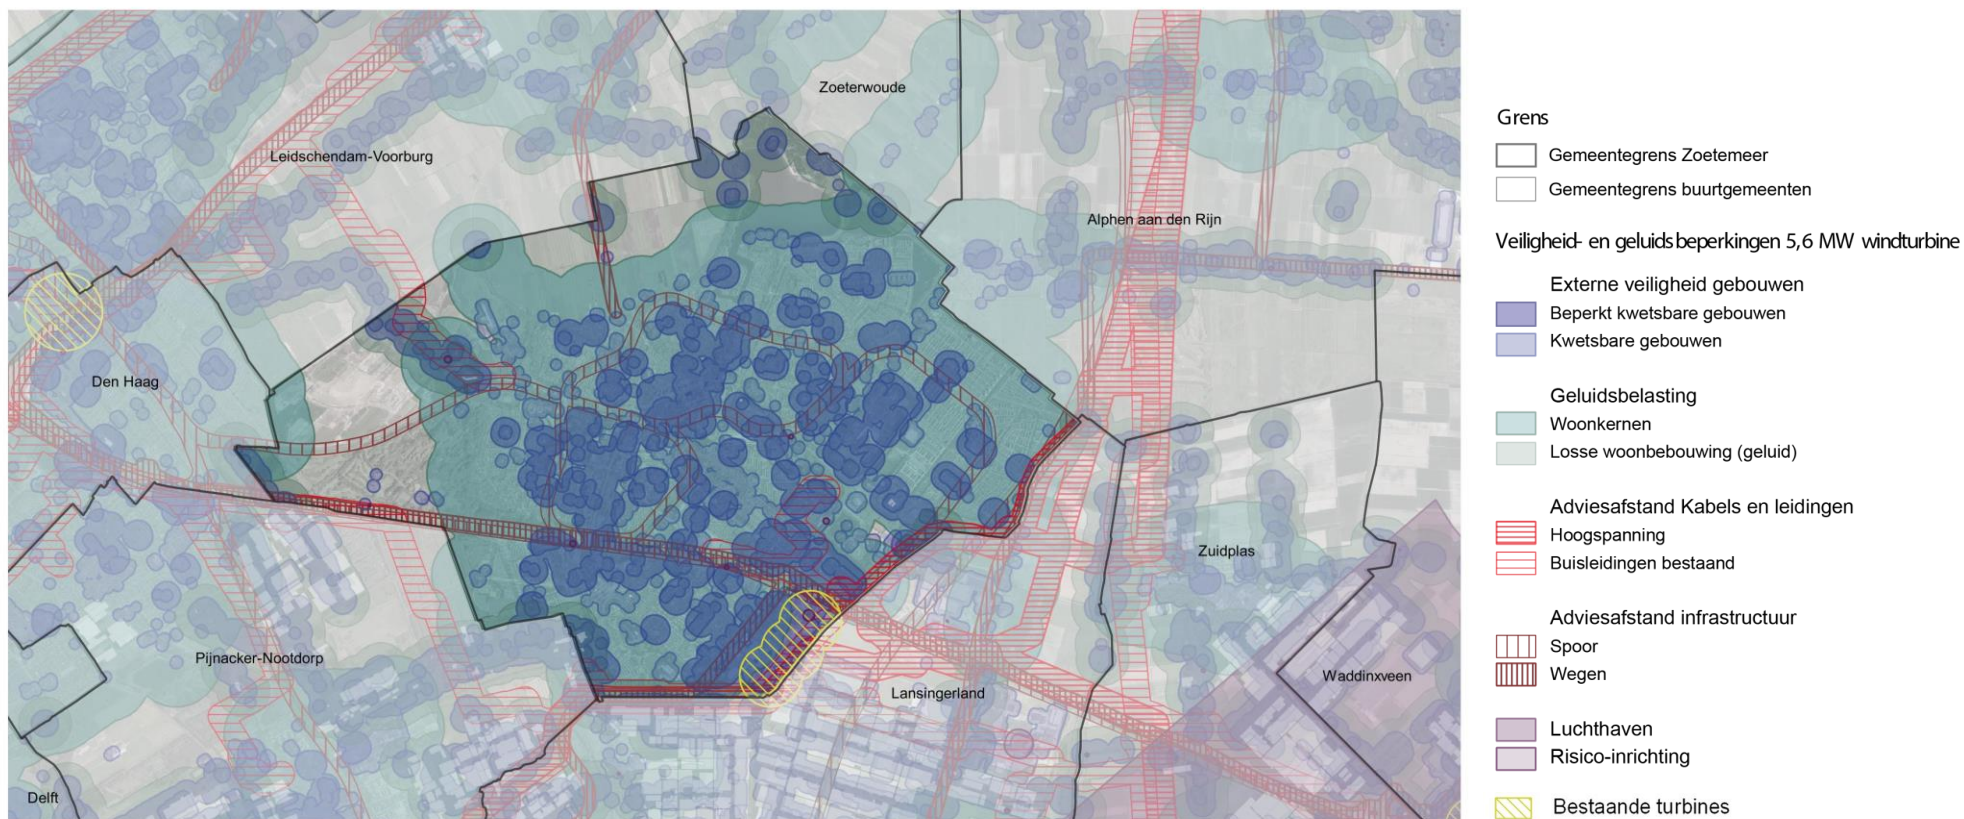 Zoeterwoude
Leidschendam-Voorburg
Alphen aan den Rijn
Den Haag
Zuidplas
Pijnacker-Nootdorp
Waddinxveen
Lansingerland
Delft
Grens
Gemeentegrens Zoetemeer
Gemeentegrens buurtgemeenten
Veiligheid- en geluidsbeperkingen 5,6 MW windturbine
Externe veiligheid gebouwen
Beperkt kwetsbare gebouwen
Kwetsbare gebouwen
Geluidsbelasting
Woonkernen
Losse woonbebouwing (geluid)
Adviesafstand Kabels en leidingen
Hoogspanning
Buisleidingen bestaand
Adviesafstand infrastructuur
Spoor
Wegen
Luchthaven
Risico-inrichting
Bestaande turbines